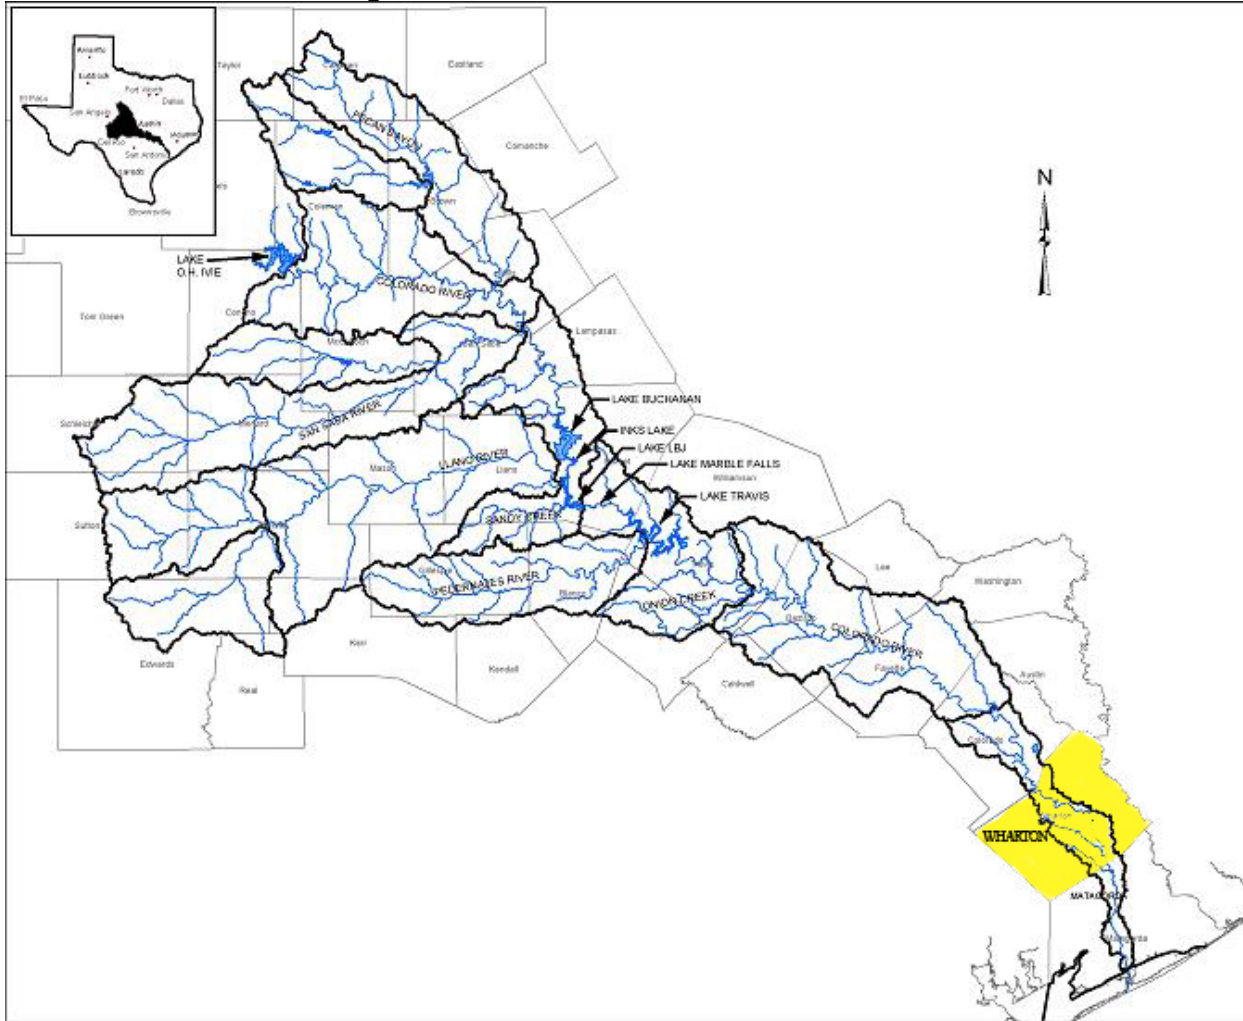 Amarillo
Lubbock
Fort Worth
Dallas
El Paso
San Angelo
Austin
Houston
Del Rio
San Antonio
Laredo
Brownsville
Taylor
Callahan
Eastland
PECAN BAYOU
Comanche
N
Coleman
Brown
LAKE
O.H. IVIE
COLORADO RIVER
Concho
Tom Green
Lampasas
McCulloch
San Saba
LAKE BUCHANAN
INKS LAKE
LAKE LBJ
LAKE MARBLE FALLS
Williamson
LAKE TRAVIS
Schleicher
Menard
SAN SABA RIVER
Mason
LLANO RIVER
Llano
SANDY CREEK
Sutton
Gillespie
PEDERNALES RIVER
Blanco
ONION CREEK
Lee
Washington
Bastrop
COLORADO RIVER
Fayette
Kerr
Edwards
Real
Kendall
Caldwell
Austin
Colorado
WHARTON
MATAGORDA
Matagorda